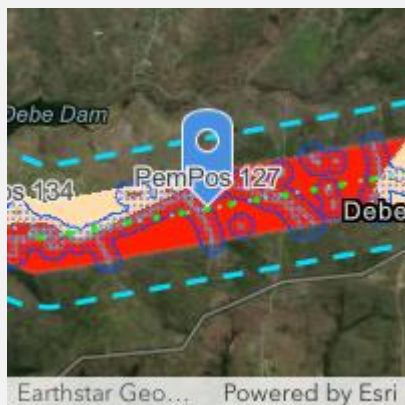 Debe Dam
PemPos 127
os 134
Debe
Earthstar Geo... Powered by Esri